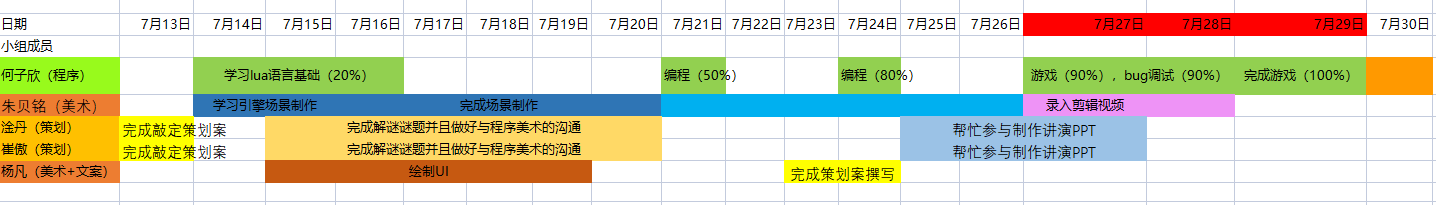 日期 7月13日 7月14日 7月15日 7月16日 7月17日 7月18日 7月19日 7月20日 7月21日 7月22日 7月23日 7月24日 7月25日 7月26日 7月27日 7月28日 7月29日 7月30日
小组成员
何子欣（程序） 学习lua语言基础（20%） 编程（50%） 编程（80%） 游戏（90%），bug调试（90%） 完成游戏（100%）
朱贝铭（美术） 学习引擎场景制作 完成场景制作 录入剪辑视频
淦丹（策划） 完成敲定策划案 完成解谜谜题并且做好与程序美术的沟通 帮忙参与制作讲演PPT
崔傲（策划） 完成敲定策划案 完成解谜谜题并且做好与程序美术的沟通 帮忙参与制作讲演PPT
杨凡（美术+文案） 绘制UI 完成策划案撰写